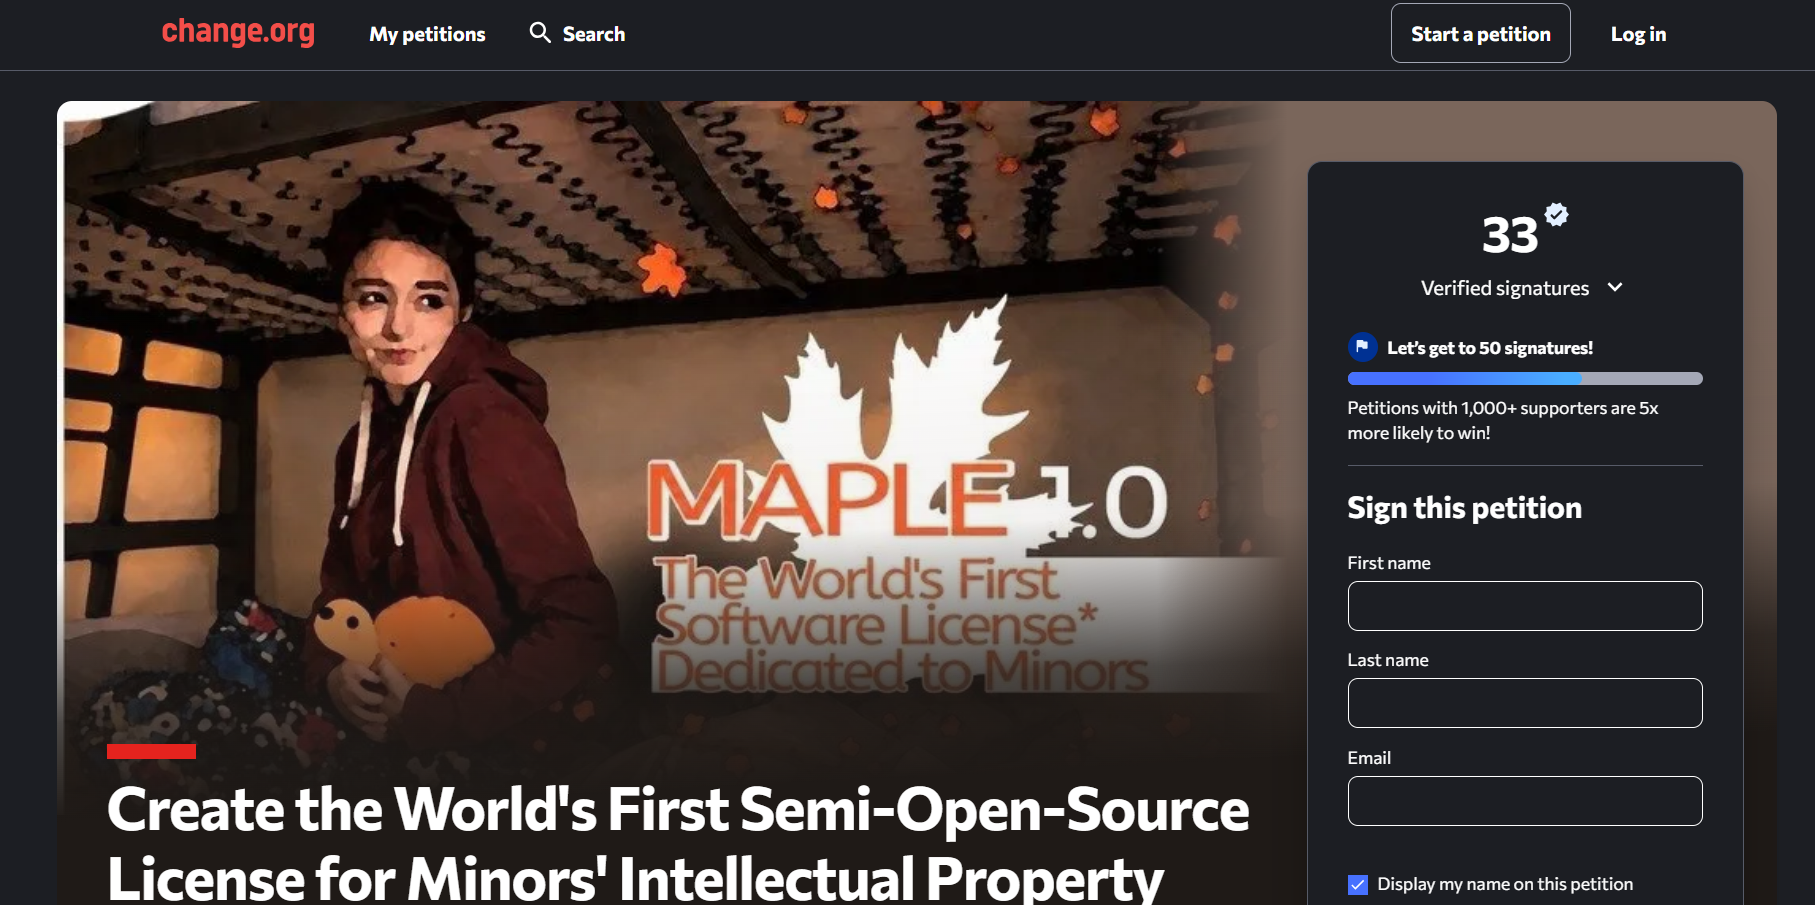 change.org
My petitions
Search
Start a petition
Log in
MAPLE 1.0
The World's First
Software License*
Dedicated to Minors
Create the World's First Semi-Open-Source
License for Minors' Intellectual Property
33
Verified signatures
Let's get to 50 signatures!
Petitions with 1,000+ supporters are 5x
more likely to win!
Sign this petition
First name
Last name
Email
Display my name on this petition